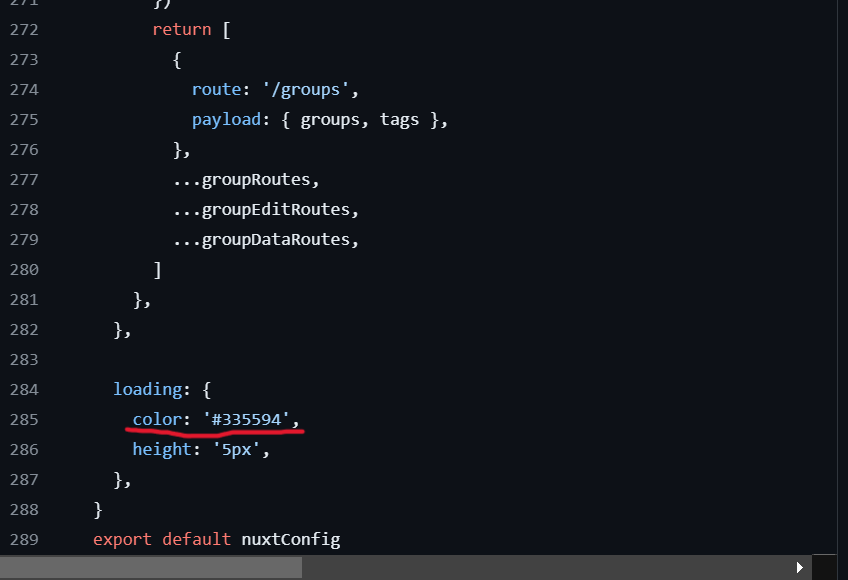 271          })
272          return [
273            {
274              route: '/groups',
275              payload: { groups, tags },
276            },
277            ...groupRoutes,
278            ...groupEditRoutes,
279            ...groupDataRoutes,
280          ]
281        },
282      },
283
284      loading: {
285        color: '#335594',
286        height: '5px',
287      },
288    }
289    export default nuxtConfig